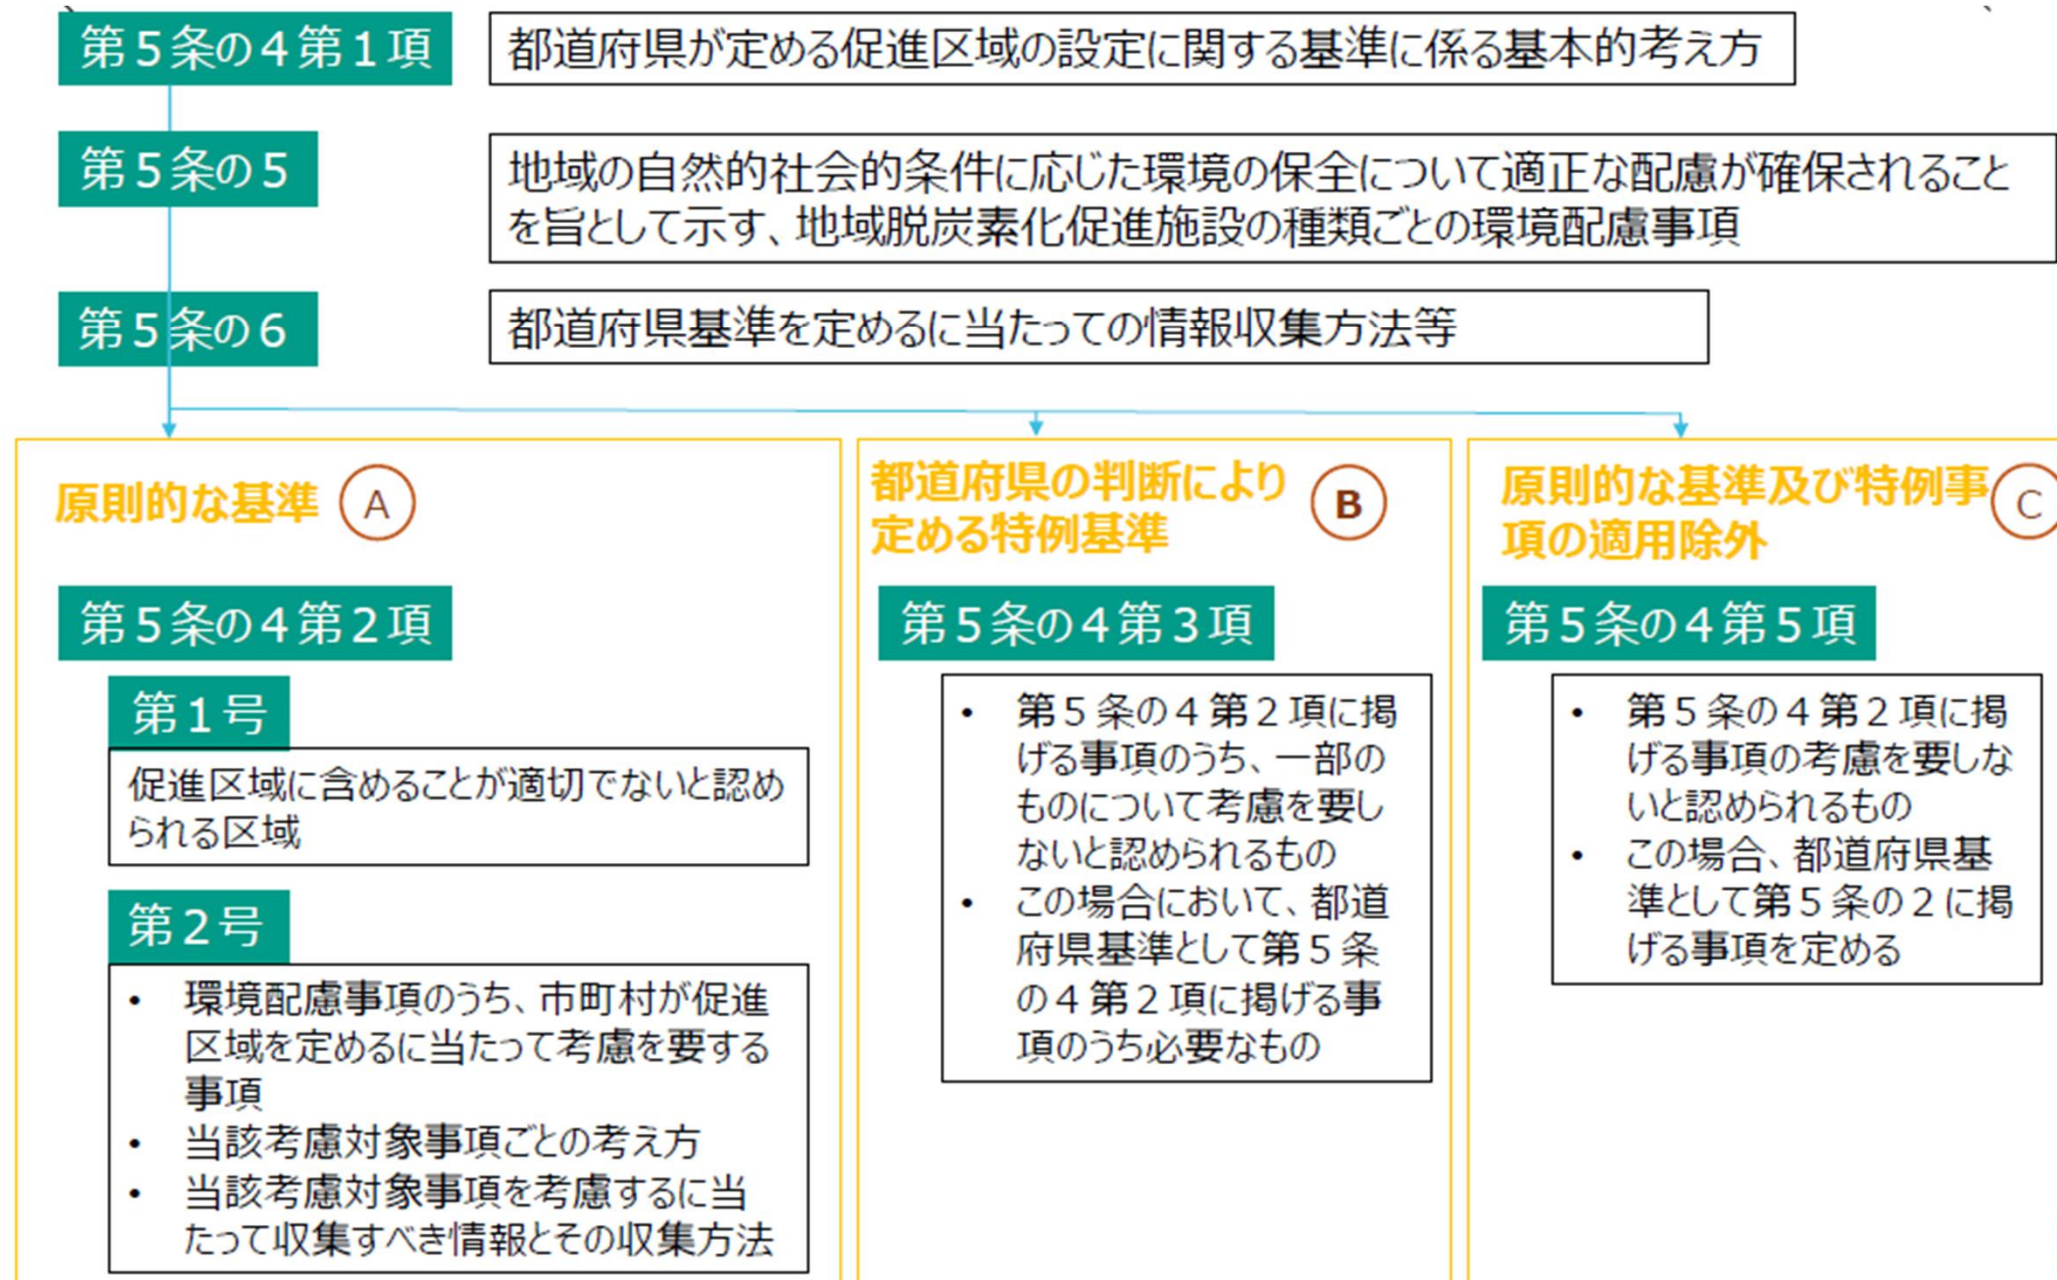 第5条の4第1項
都道府県が定める促進区域の設定に関する基準に係る基本的考え方
第5条の5
地域の自然的社会的条件に応じた環境の保全について適正な配慮が確保されること
を旨として示す、地域脱炭素化促進施設の種類ごとの環境配慮事項
第5条の6
都道府県基準を定めるに当たっての情報収集方法等
原則的な基準 A
第5条の4第2項
第1号
促進区域に含めることが適切でないと認め
られる区域
第2号
• 環境配慮事項のうち、市町村が促進
区域を定めるに当たって考慮を要する
事項
• 当該考慮対象事項ごとの考え方
• 当該考慮対象事項を考慮するに当
たって収集すべき情報とその収集方法
都道府県の判断により
定める特例基準
B
第5条の4第3項
• 第5条の4第2項に掲
げる事項のうち、一部の
ものについて考慮を要し
ないと認められるもの
• この場合において、都道
府県基準として第5条
の4第2項に掲げる事
項のうち必要なもの
原則的な基準及び特例事
項の適用除外
C
第5条の4第5項
• 第5条の4第2項に掲
げる事項の考慮を要しな
いと認められるもの
• この場合、都道府県基
準として第5条の2に掲
げる事項を定める